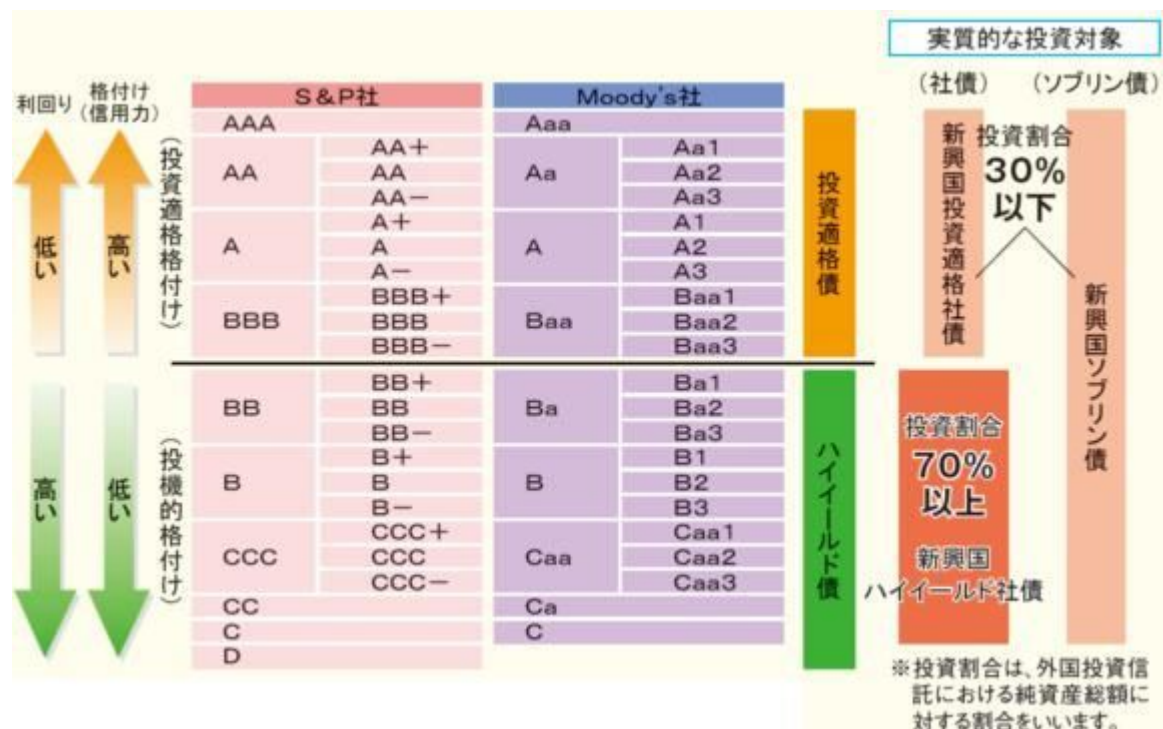 実質的な投資対象
(社債) (ソブリン債)
利回り 格付け(信用力)
S&P社 Moody's社
AAA Aaa
AA+ Aa1
AA AA Aa Aa2
AA− Aa3
A+ A1
A A A A2
A− A3
BBB+ Baa1
BBB BBB Baa Baa2
BBB− Baa3
BB+ Ba1
BB BB Ba Ba2
BB− Ba3
B+ B1
B B B B2
B− B3
CCC+ Caa1
CCC CCC Caa Caa2
CCC− Caa3
CC Ca
C C
D
低い
高い
(投資適格格付け)
高い
低い
(投機的格付け)
投資適格債
ハイイールド債
新興国投資適格社債
投資割合
30%
以下
新興国ソブリン債
投資割合
70%
以上
新興国
ハイイールド社債
※投資割合は、外国投資信
託における純資産総額に
対する割合をいいます。